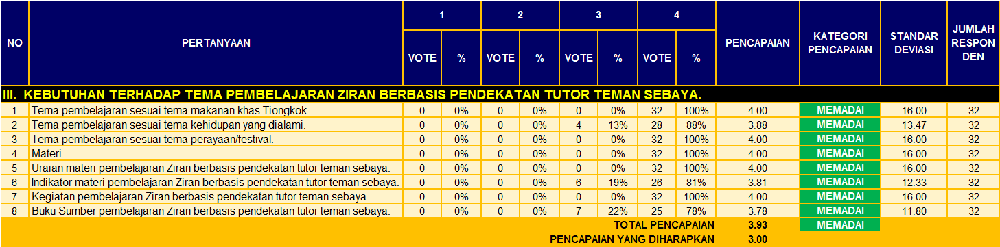 NO PERTANYAAN 1 2 3 4 PENCAPAIAN KATEGORI PENCAPAIAN STANDAR DEVIASI JUMLAH RESPON DEN
VOTE % VOTE % VOTE % VOTE %
III. KEBUTUHAN TERHADAP TEMA PEMBELAJARAN ZIRAN BERBASIS PENDEKATAN TUTOR TEMAN SEBAYA.
1 Tema pembelajaran sesuai tema makanan khas Tiongkok. 0 0% 0 0% 0 0% 32 100% 4.00 MEMADAI 16.00 32
2 Tema pembelajaran sesuai tema kehidupan yang dialami. 0 0% 0 0% 4 13% 28 88% 3.88 MEMADAI 13.47 32
3 Tema pembelajaran sesuai tema perayaan/festival. 0 0% 0 0% 0 0% 32 100% 4.00 MEMADAI 16.00 32
4 Materi. 0 0% 0 0% 0 0% 32 100% 4.00 MEMADAI 16.00 32
5 Uraian materi pembelajaran Ziran berbasis pendekatan tutor teman sebaya. 0 0% 0 0% 0 0% 32 100% 4.00 MEMADAI 16.00 32
6 Indikator materi pembelajaran Ziran berbasis pendekatan tutor teman sebaya. 0 0% 0 0% 6 19% 26 81% 3.81 MEMADAI 12.33 32
7 Kegiatan pembelajaran Ziran berbasis pendekatan tutor teman sebaya. 0 0% 0 0% 0 0% 32 100% 4.00 MEMADAI 16.00 32
8 Buku Sumber pembelajaran Ziran berbasis pendekatan tutor teman sebaya. 0 0% 0 0% 7 22% 25 78% 3.78 MEMADAI 11.80 32
TOTAL PENCAPAIAN 3.93 MEMADAI
PENCAPAIAN YANG DIHARAPKAN 3.00